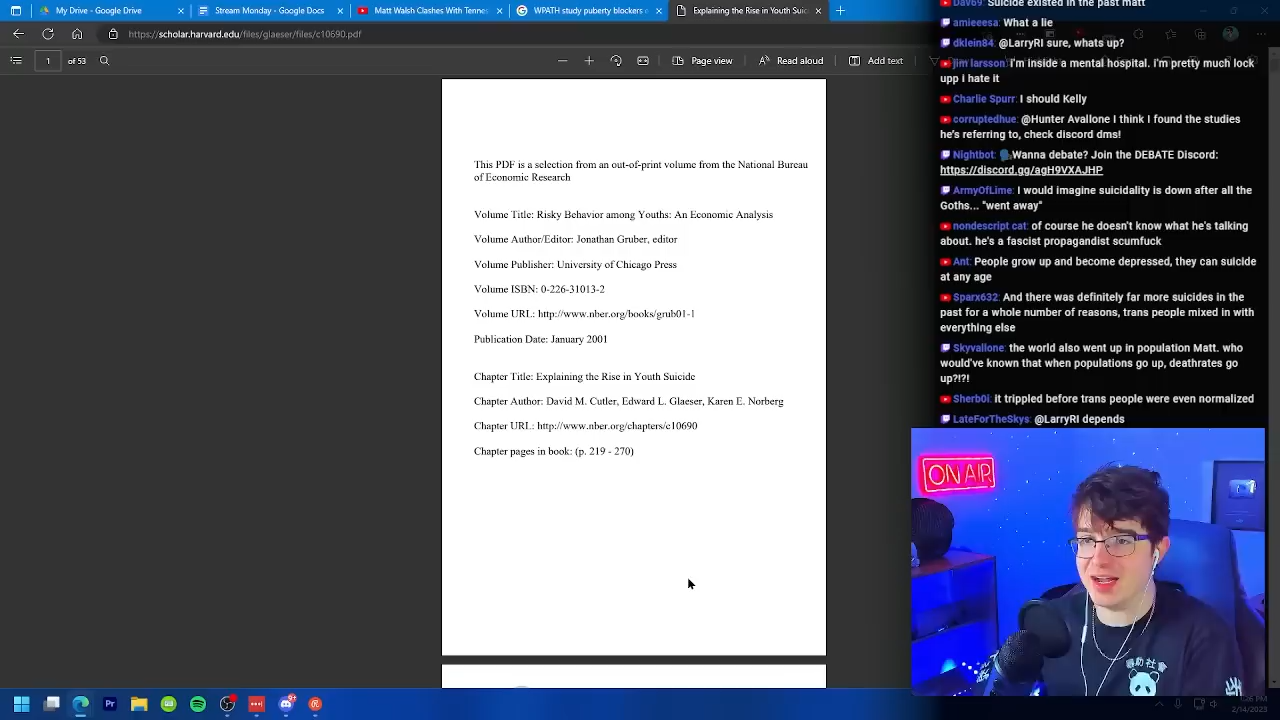 My Drive - Google Drive
Stream Monday - Google Docs
Matt Walsh Clashes With Tennes
WPATH study puberty blockers e
Explaining the Rise in Youth Suic
https://scholar.harvard.edu/files/glaeser/files/c10690.pdf
1 of 53
Page view
Read aloud
Add text
This PDF is a selection from an out-of-print volume from the National Bureau
of Economic Research
Volume Title: Risky Behavior among Youths: An Economic Analysis
Volume Author/Editor: Jonathan Gruber, editor
Volume Publisher: University of Chicago Press
Volume ISBN: 0-226-31013-2
Volume URL: http://www.nber.org/books/grub01-1
Publication Date: January 2001
Chapter Title: Explaining the Rise in Youth Suicide
Chapter Author: David M. Cutler, Edward L. Glaeser, Karen E. Norberg
Chapter URL: http://www.nber.org/chapters/c10690
Chapter pages in book: (p. 219 - 270)
Dav69: Suicide existed in the past matt
amieeesa: What a lie
dklein84: @LarryRI sure, whats up?
jim larsson: I'm inside a mental hospital. I'm pretty much lock
upp i hate it
Charlie Spurr: I should Kelly
corruptedhue: @Hunter Avallone I think I found the studies
he's referring to, check discord dms!
Nightbot: Wanna debate? Join the DEBATE Discord:
https://discord.gg/agH9VXAJHP
ArmyOfLime: I would imagine suicidality is down after all the
Goths... "went away"
nondescript cat: of course he doesn't know what he's talking
about. he's a fascist propagandist scumfuck
Ant: People grow up and become depressed, they can suicide
at any age
Sparx632: And there was definitely far more suicides in the
past for a whole number of reasons, trans people mixed in with
everything else
Skyvallone: the world also went up in population Matt. who
would've known that when populations go up, deathrates go
up?!?!
Sherb0i: it trippled before trans people were even normalized
LateForTheSkys: @LarryRI depends
ON AIR
Pr
2/14/2023